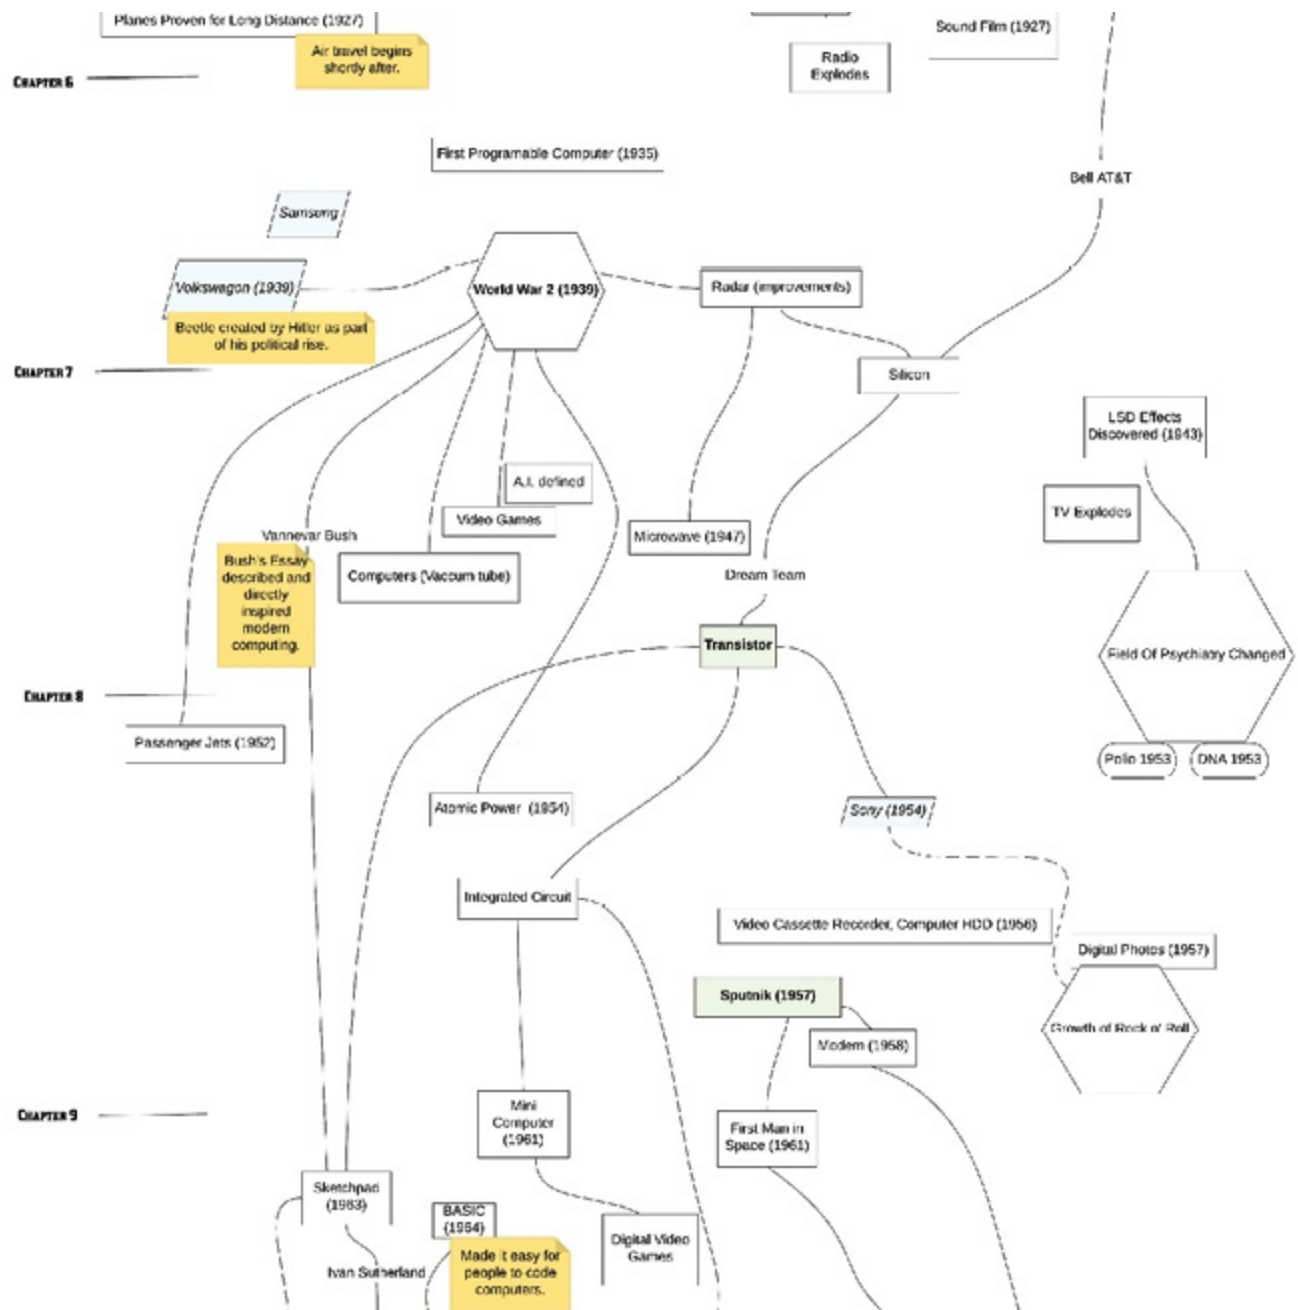 Planes Proven for Long Distance (1927)
Air travel begins
shortly after.
Sound Film (1927)
Radio
Explodes
CHAPTER 6
First Programable Computer (1935)
Bell AT&T
Samsung
Volkswagon (1939)
World War 2 (1939)
Radar (improvements)
Beetle created by Hitler as part
of his political rise.
CHAPTER 7
Silicon
LSD Effects
Discovered (1943)
A.I. defined
Video Games
TV Explodes
Microwave (1947)
Vannevar Bush
Bush's Essay
described and
directly
inspired
modern
computing.
Computers (Vaccum tube)
Dream Team
Transistor
Field Of Psychiatry Changed
CHAPTER 8
Passenger Jets (1952)
Polio 1953
DNA 1953
Atomic Power (1954)
Sony (1954)
Integrated Circuit
Video Cassette Recorder, Computer HDD (1956)
Digital Photos (1957)
Sputnik (1957)
Growth of Rock n' Roll
Modem (1958)
CHAPTER 9
Mini
Computer
(1961)
First Man in
Space (1961)
Sketchpad
(1963)
BASIC
(1964)
Digital Video
Games
Made it easy for
people to code
computers.
Ivan Sutherland